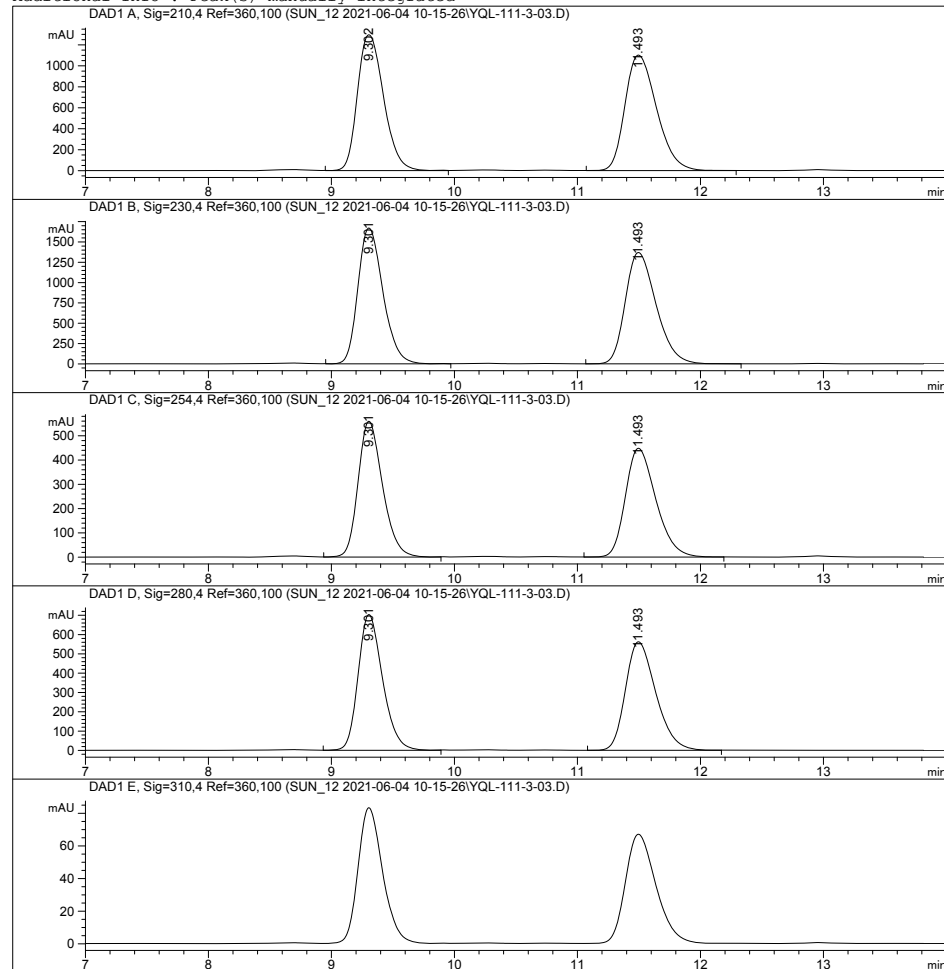 Additional Info : Peak(s) manually integrated
DAD1 A, Sig=210,4 Ref=360,100 (SUN_12 2021-06-04 10-15-26\YQL-111-3-03.D)
mAU
1000
800
600
400
200
0
9.302
11.493
7 8 9 10 11 12 13 min
DAD1 B, Sig=230,4 Ref=360,100 (SUN_12 2021-06-04 10-15-26\YQL-111-3-03.D)
mAU
1500
1250
1000
750
500
250
0
9.301
11.493
7 8 9 10 11 12 13 min
DAD1 C, Sig=254,4 Ref=360,100 (SUN_12 2021-06-04 10-15-26\YQL-111-3-03.D)
mAU
500
400
300
200
100
0
9.301
11.493
7 8 9 10 11 12 13 min
DAD1 D, Sig=280,4 Ref=360,100 (SUN_12 2021-06-04 10-15-26\YQL-111-3-03.D)
mAU
600
500
400
300
200
100
0
9.301
11.493
7 8 9 10 11 12 13 min
DAD1 E, Sig=310,4 Ref=360,100 (SUN_12 2021-06-04 10-15-26\YQL-111-3-03.D)
mAU
60
40
20
0
7 8 9 10 11 12 13 min